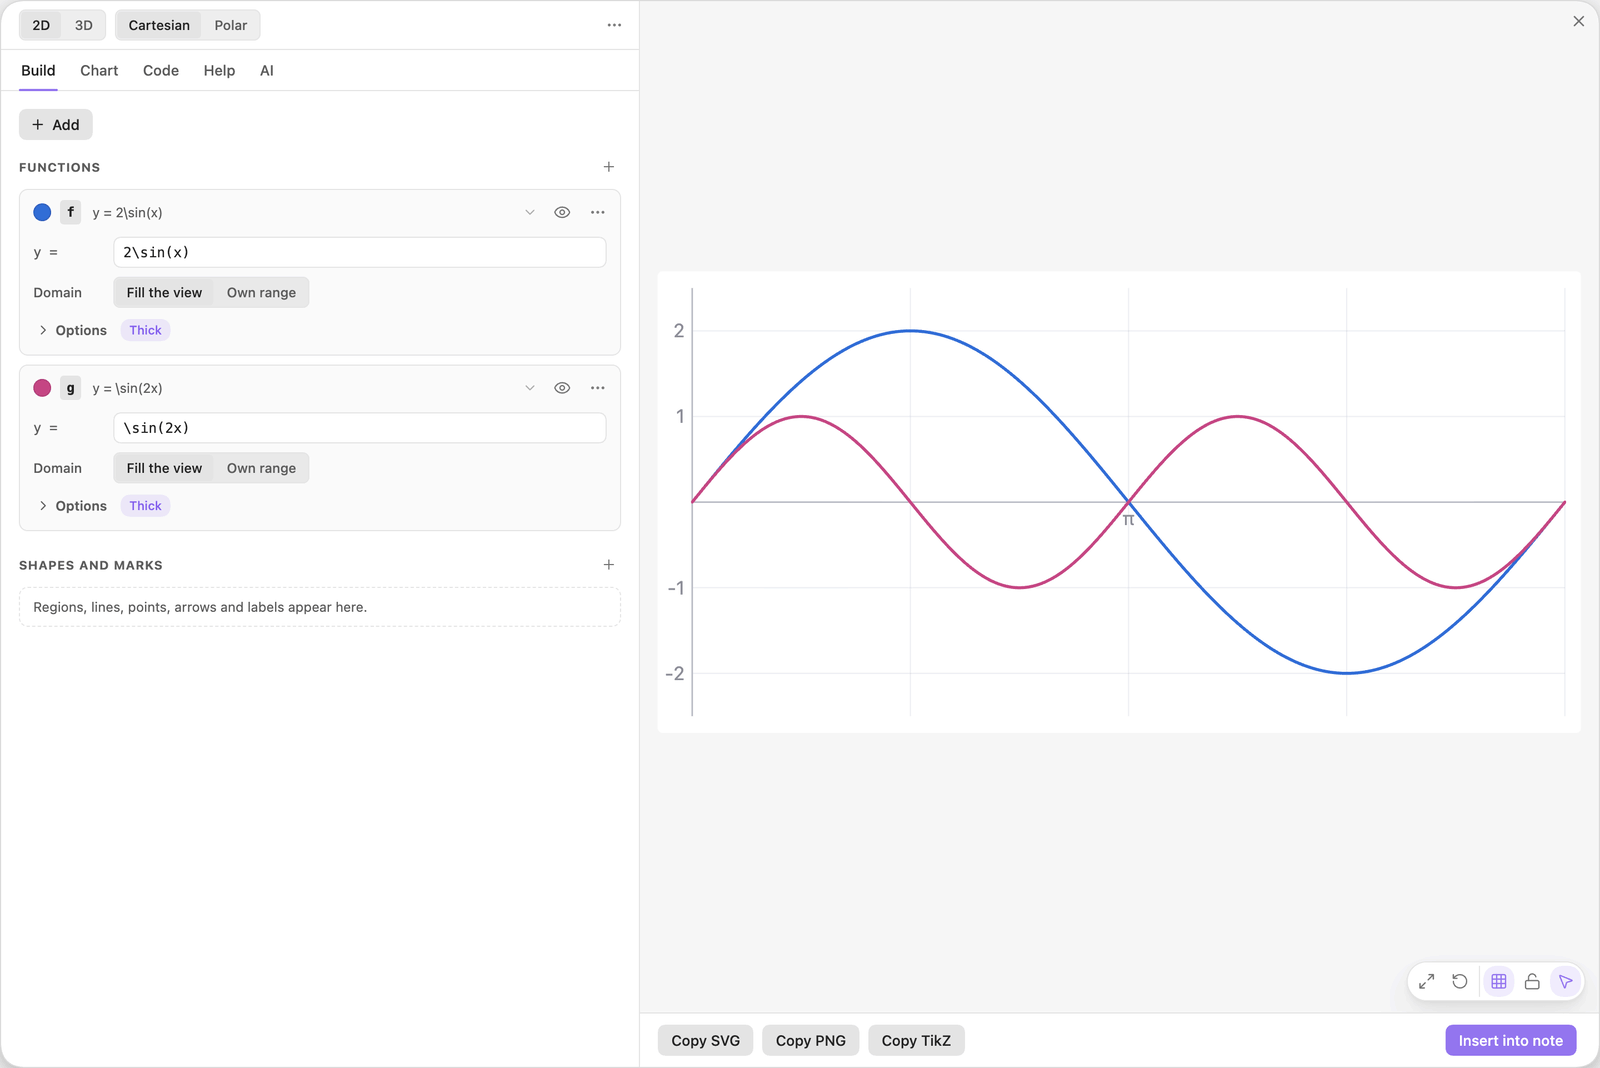 2D 3D Cartesian Polar
Build Chart Code Help AI
+ Add
FUNCTIONS
f y = 2\sin(x)
y = 2\sin(x)
Domain Fill the view Own range
Options Thick
g y = \sin(2x)
y = \sin(2x)
Domain Fill the view Own range
Options Thick
SHAPES AND MARKS
Regions, lines, points, arrows and labels appear here.
2
1
π
-1
-2
Copy SVG Copy PNG Copy TikZ Insert into note